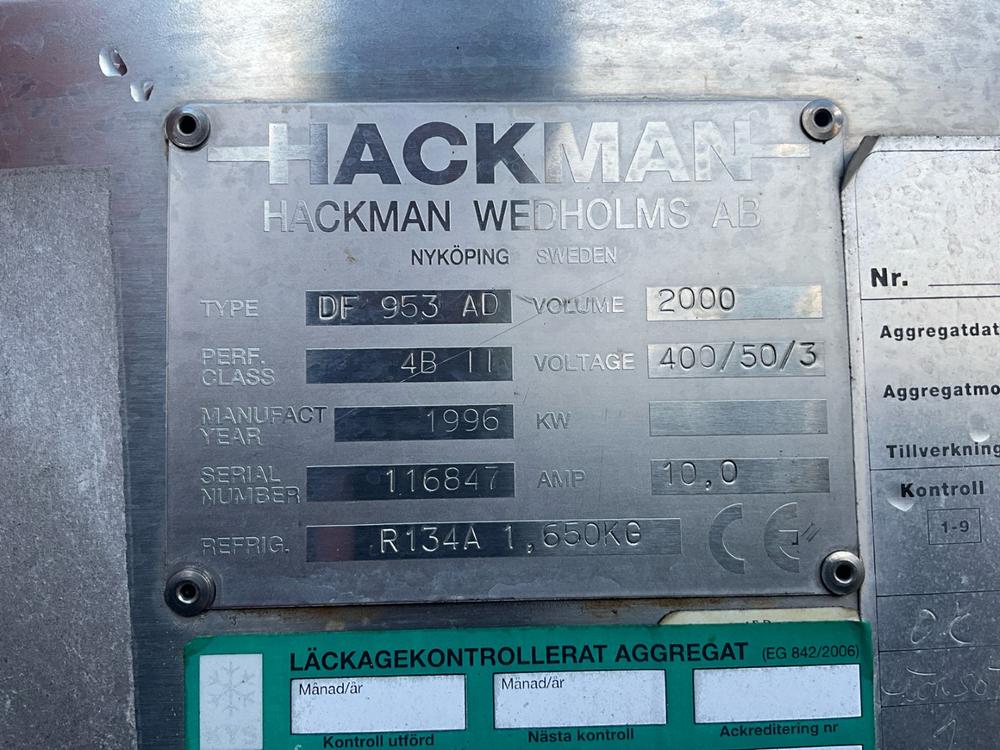 HACKMAN
HACKMAN WEDHOLMS AB
NYKÖPING SWEDEN
TYPE DF 953 AD VOLUME 2000
PERF. CLASS 4B II VOLTAGE 400/50/3
MANUFACT YEAR 1996 KW
SERIAL NUMBER 116847 AMP 10,0
REFRIG. R134A 1,650KG CE
LÄCKAGEKONTROLLERAT AGGREGAT (EG 842/2006)
Månad/år Månad/år
Kontroll utförd Nästa kontroll Ackreditering nr
Nr.
Aggregatdat
Aggregatmo
Tillverkning
Kontroll
1-9